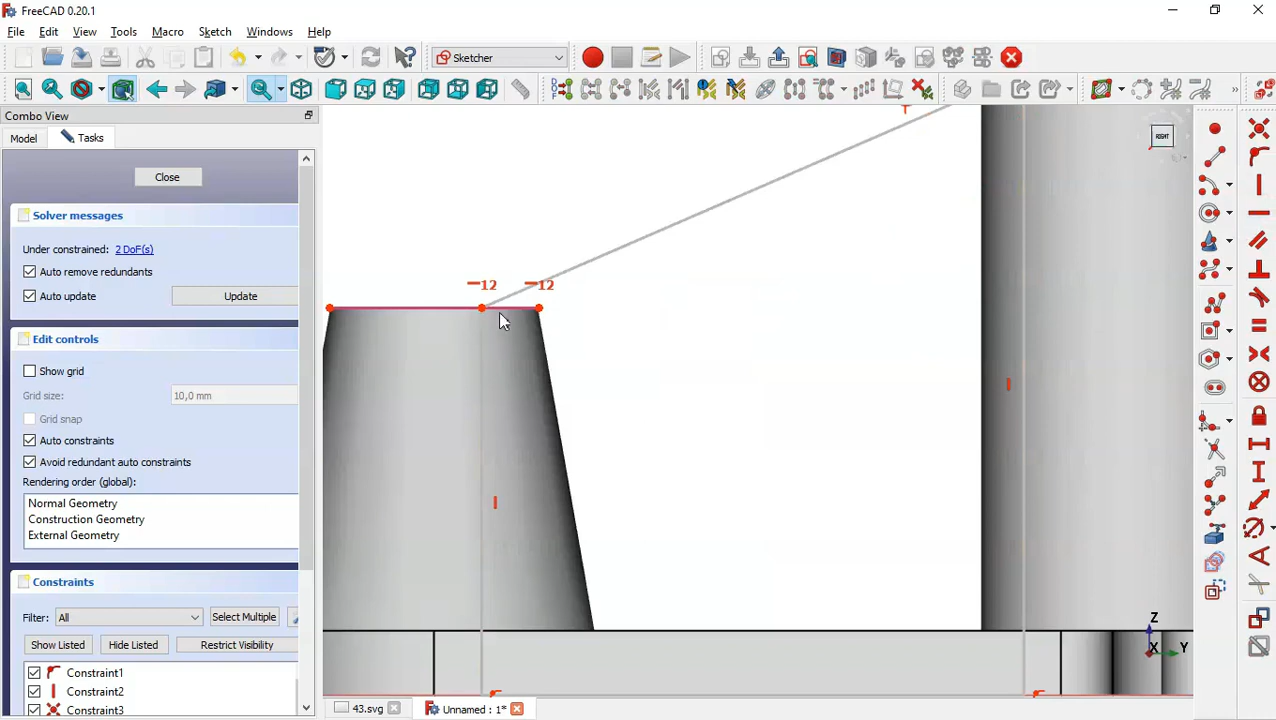 FreeCAD 0.20.1
File Edit View Tools Macro Sketch Windows Help
Sketcher
Combo View
Model Tasks
Close
Solver messages
Under constrained: 2 DoF(s)
Auto remove redundants
Auto update Update
Edit controls
Show grid
Grid size: 10,0 mm
Grid snap
Auto constraints
Avoid redundant auto constraints
Rendering order (global):
Normal Geometry
Construction Geometry
External Geometry
Constraints
Filter: All Select Multiple
Show Listed Hide Listed Restrict Visibility
Constraint1
Constraint2
Constraint3
12 12
RIGHT
Z
X Y
43.svg Unnamed : 1*